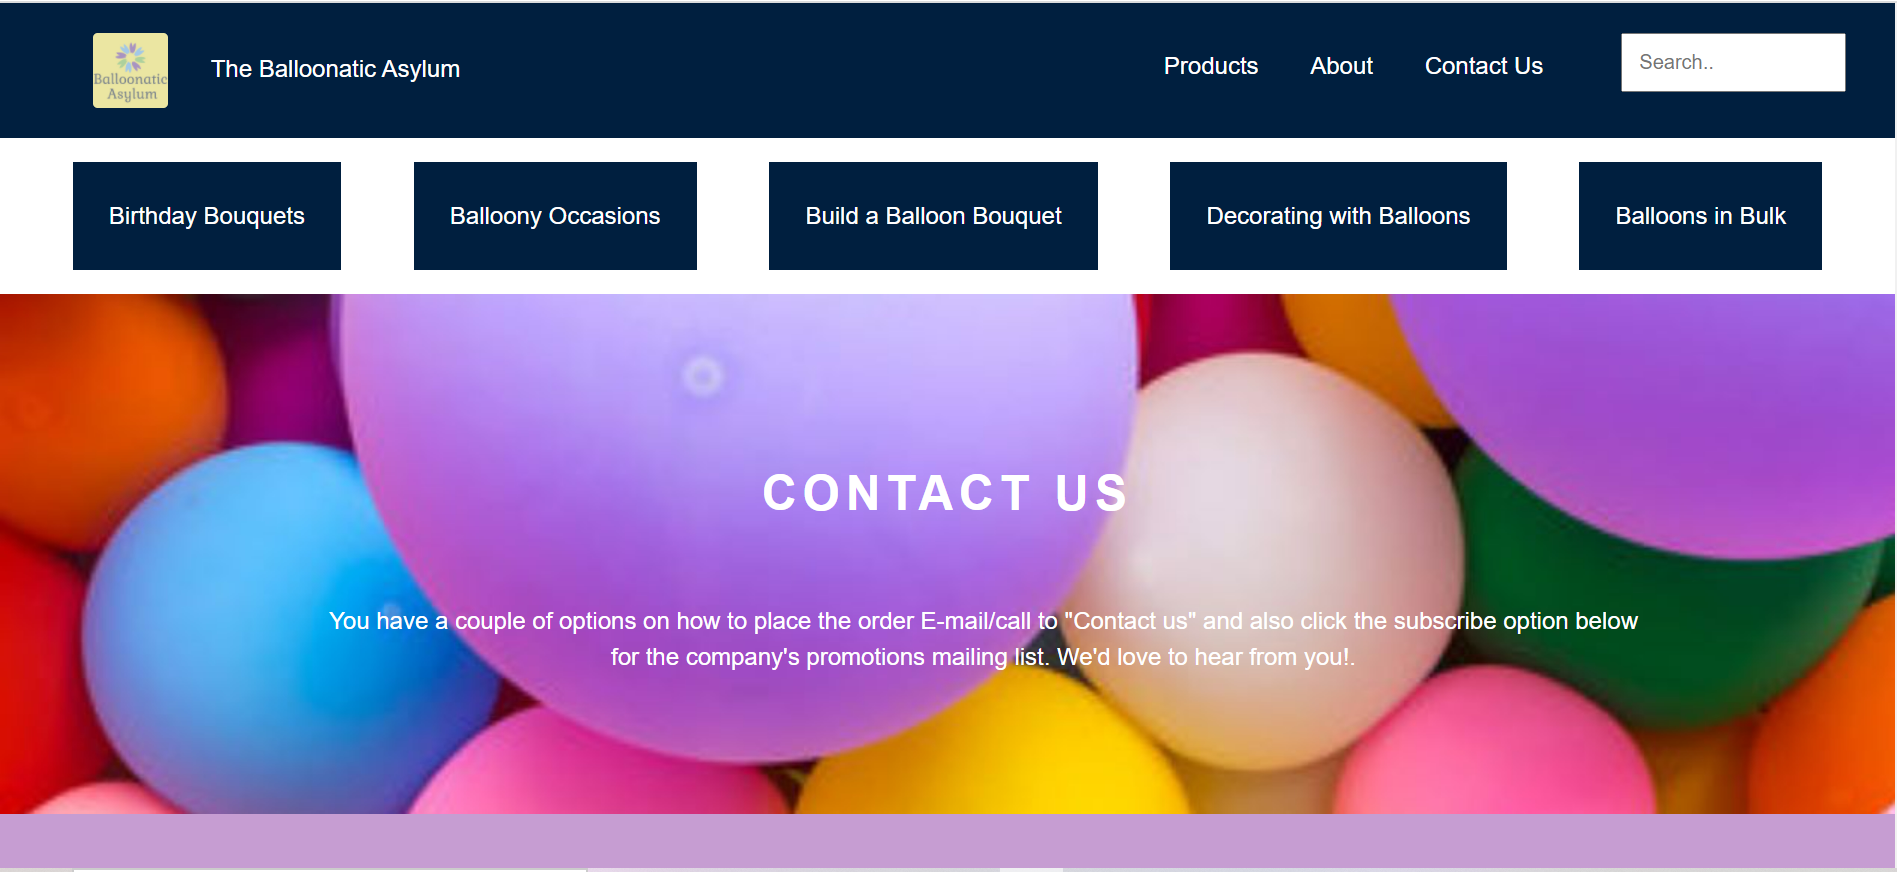 Balloonatic
Asylum
The Balloonatic Asylum
Products
About
Contact Us
Search..
Birthday Bouquets
Balloony Occasions
Build a Balloon Bouquet
Decorating with Balloons
Balloons in Bulk
CONTACT US
You have a couple of options on how to place the order E-mail/call to "Contact us" and also click the subscribe option below
for the company's promotions mailing list. We'd love to hear from you!.